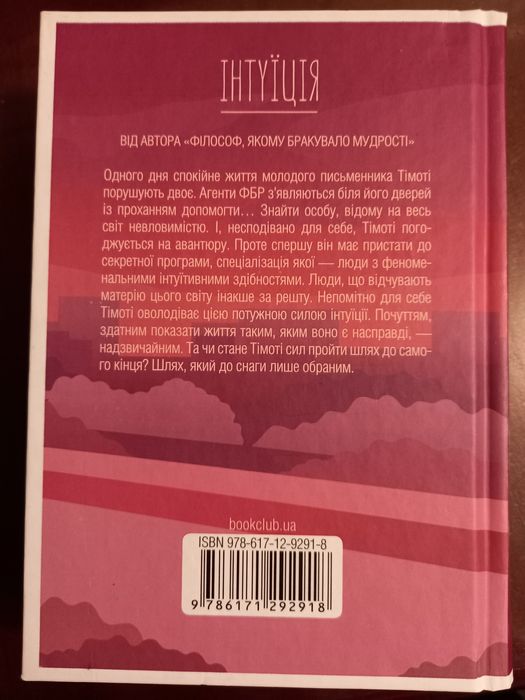 ІНТУЇЦІЯ
ВІД АВТОРА «ФІЛОСОФ, ЯКОМУ БРАКУВАЛО МУДРОСТІ»
Одного дня спокійне життя молодого письменника Тімоті
порушують двоє. Агенти ФБР з'являються біля його дверей
із проханням допомогти... Знайти особу, відому на весь
світ невловимістю. І, несподівано для себе, Тімоті пого-
джується на авантюру. Проте спершу він має пристати до
секретної програми, спеціалізація якої — люди з феноме-
нальними інтуїтивними здібностями. Люди, що відчувають
матерію цього світу інакше за решту. Непомітно для себе
Тімоті оволодіває цією потужною силою інтуїції. Почуттям,
здатним показати життя таким, яким воно є насправді, —
надзвичайним. Та чи стане Тімоті сил пройти шлях до само-
го кінця? Шлях, який до снаги лише обраним.
bookclub.ua
ISBN 978-617-12-9291-8
9 786171 292918